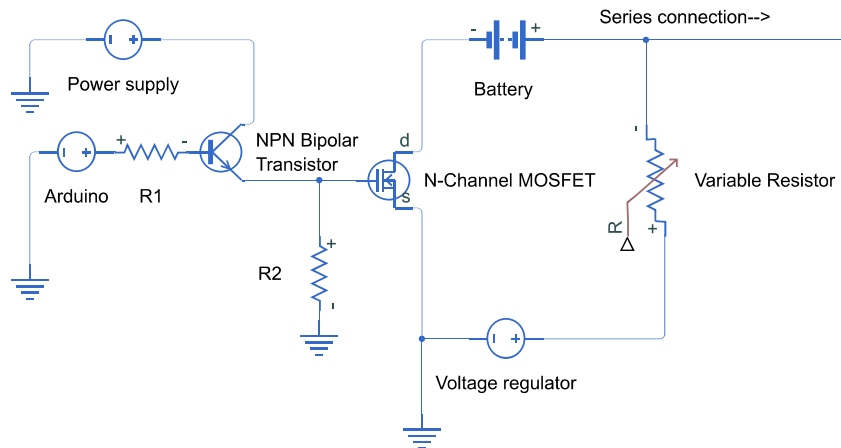 Series connection-->
- +
Power supply
- +
Battery
+ -
NPN Bipolar
Transistor
d
-
- +
Arduino
R1
N-Channel MOSFET
s
Variable Resistor
R
+
+
R2
-
- +
Voltage regulator